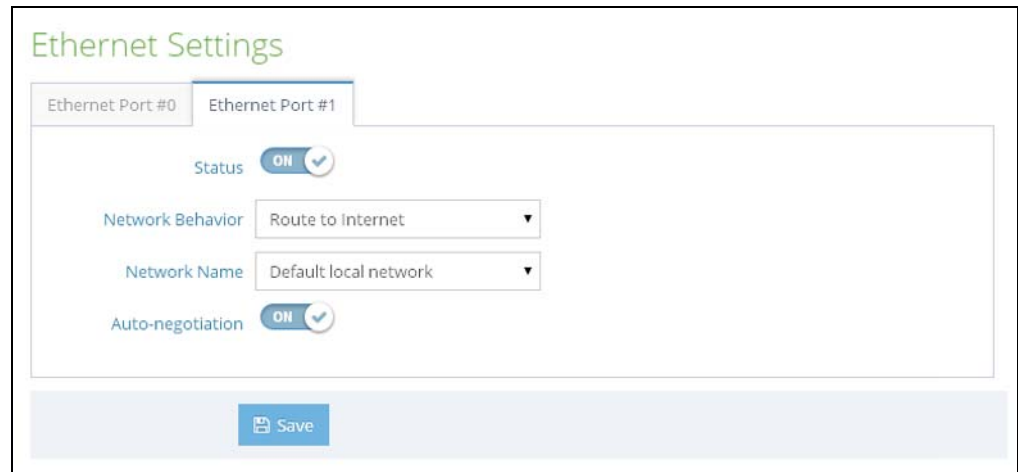 Ethernet Settings
Ethernet Port #0 Ethernet Port #1
Status ON
Network Behavior Route to Internet
Network Name Default local network
Auto-negotiation ON
Save